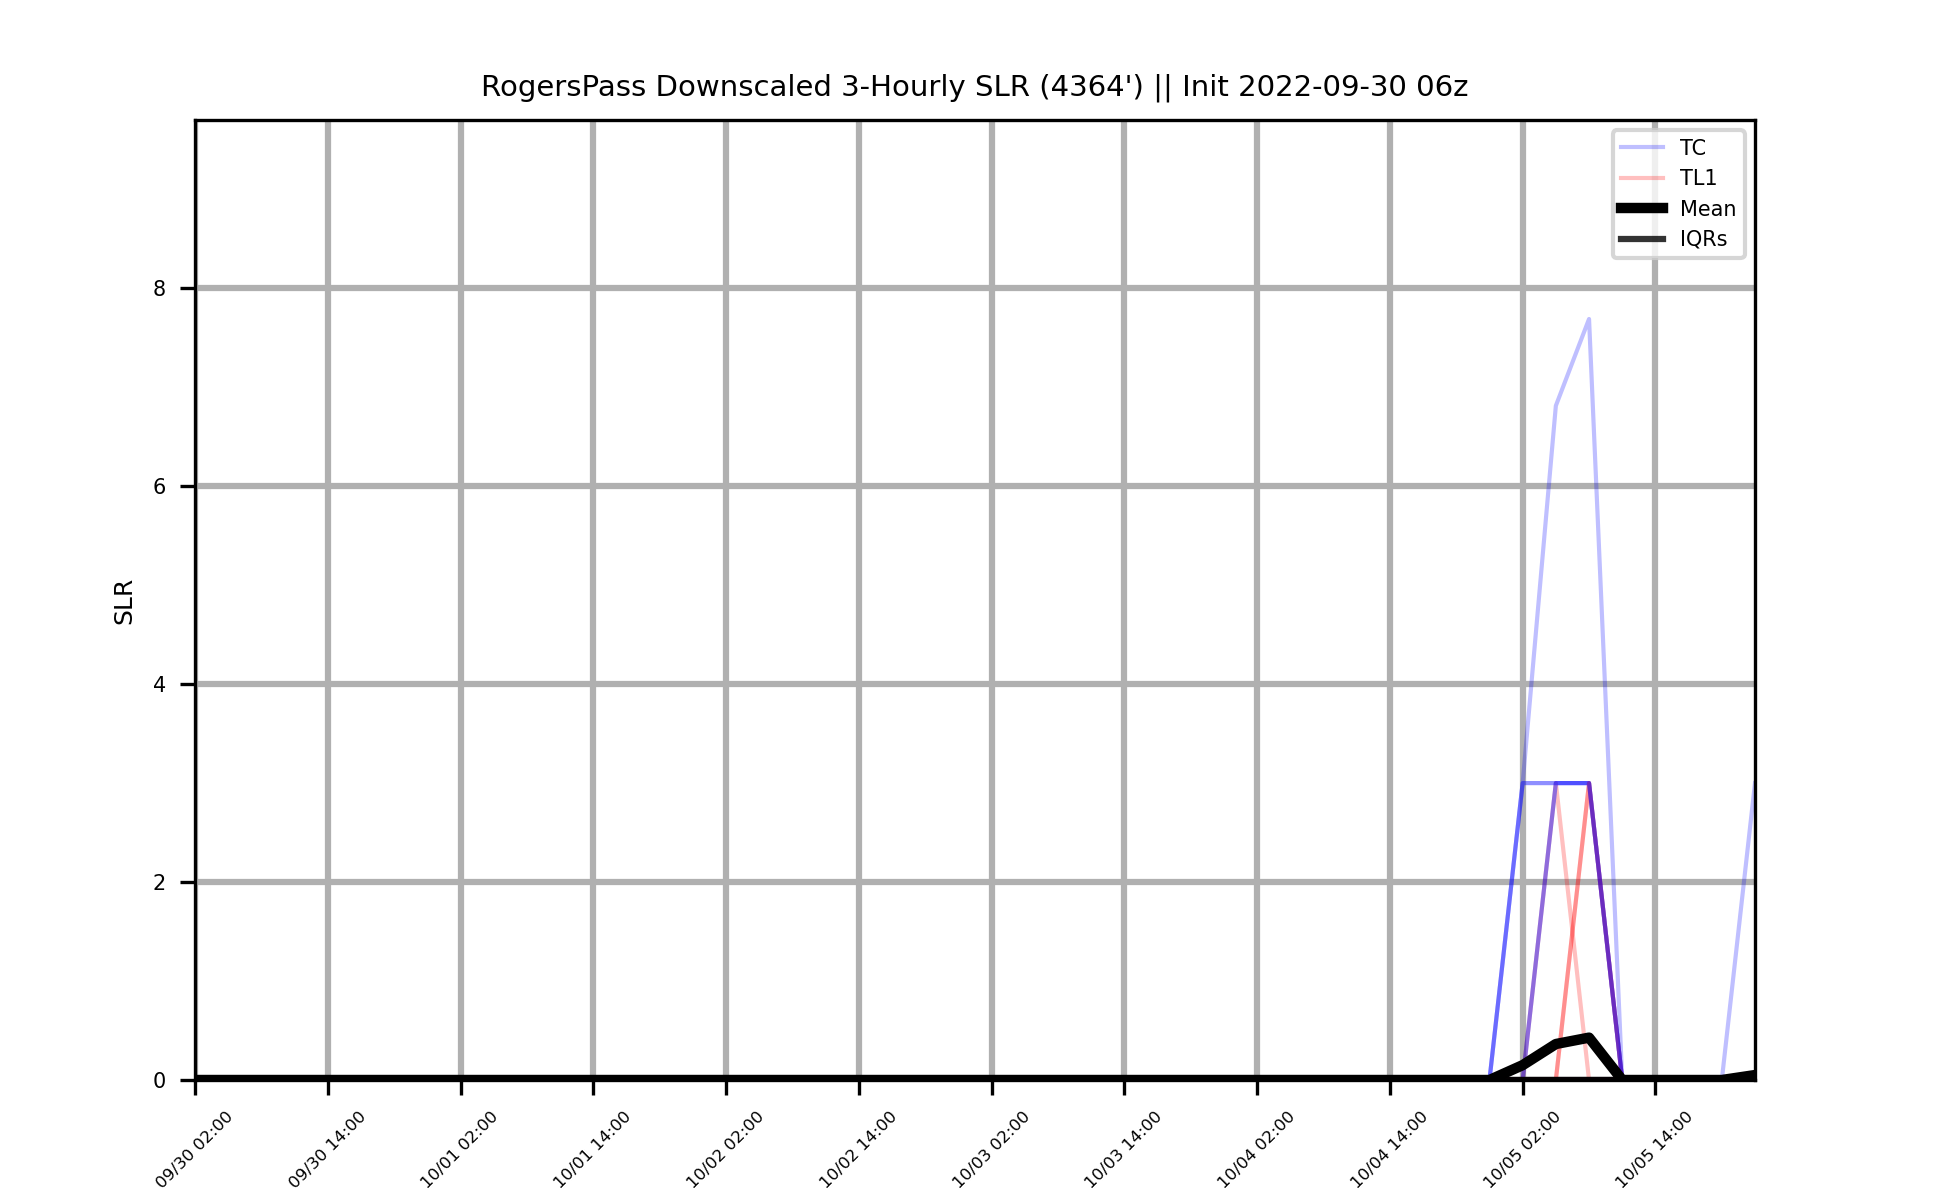 RogersPass Downscaled 3-Hourly SLR (4364') || Init 2022-09-30 06z
TC
TL1
Mean
IQRs
SLR
8
6
4
2
0
09/30 02:00
09/30 14:00
10/01 02:00
10/01 14:00
10/02 02:00
10/02 14:00
10/03 02:00
10/03 14:00
10/04 02:00
10/04 14:00
10/05 02:00
10/05 14:00